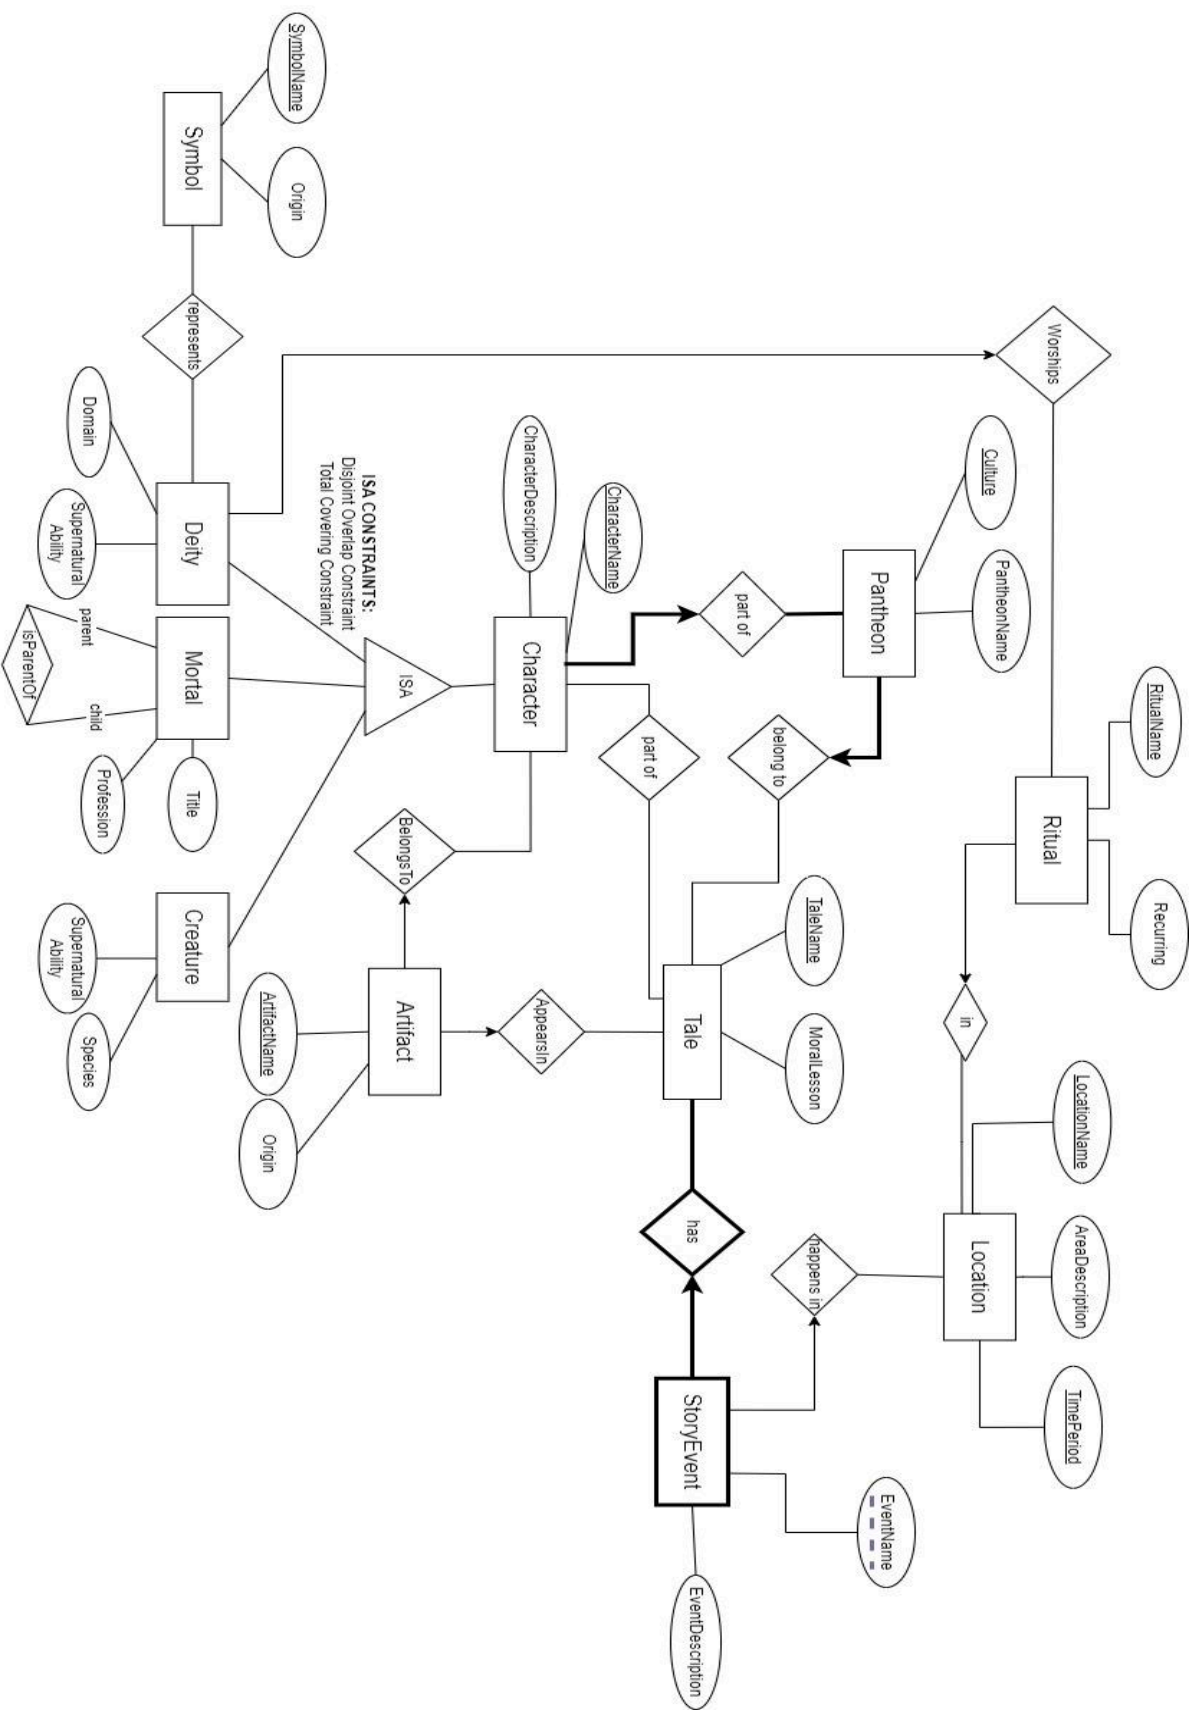 SymbolName
Origin
Symbol
represents
Worships
Domain
Supernatural
Ability
Deity
ISA CONSTRAINTS:
Disjoint Overlap Constraint
Total Covering Constraint
CharacterDescription
CharacterName
Culture
PantheonName
Pantheon
part of
Character
ISA
Mortal
parent
isParentOf
child
Title
Profession
part of
belong to
RitualName
Ritual
Recurring
BelongsTo
Creature
Supernatural
Ability
Species
Artifact
ArtifactName
Origin
AppearsIn
TaleName
Tale
MoralLesson
in
LocationName
Location
AreaDescription
TimePeriod
has
happens in
StoryEvent
EventName
EventDescription